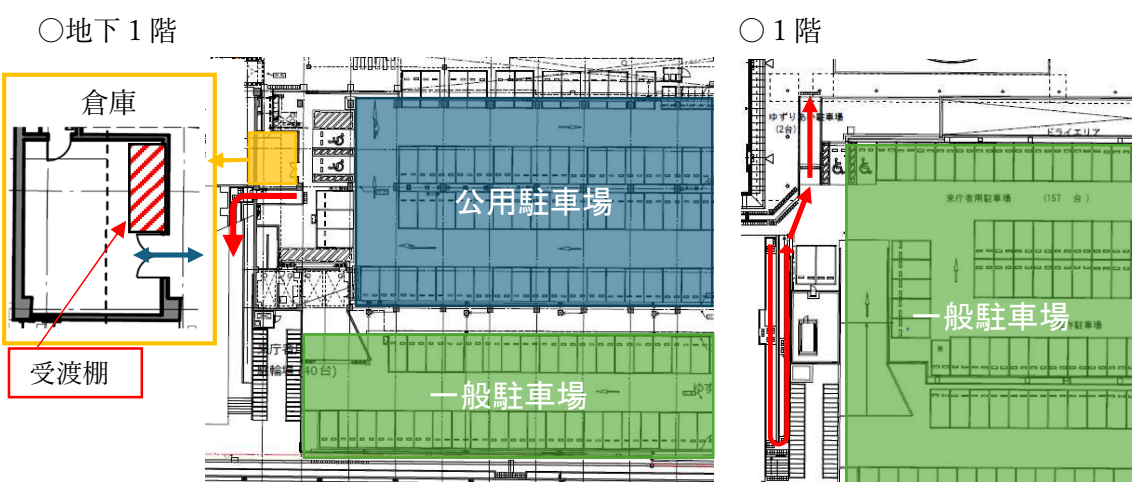 ○地下１階
倉庫
受渡棚
公用駐車場
一般駐車場
○１階
ゆずりあい駐車場
(2台)
ドライエリア
来庁者用駐車場 (157 台)
一般駐車場